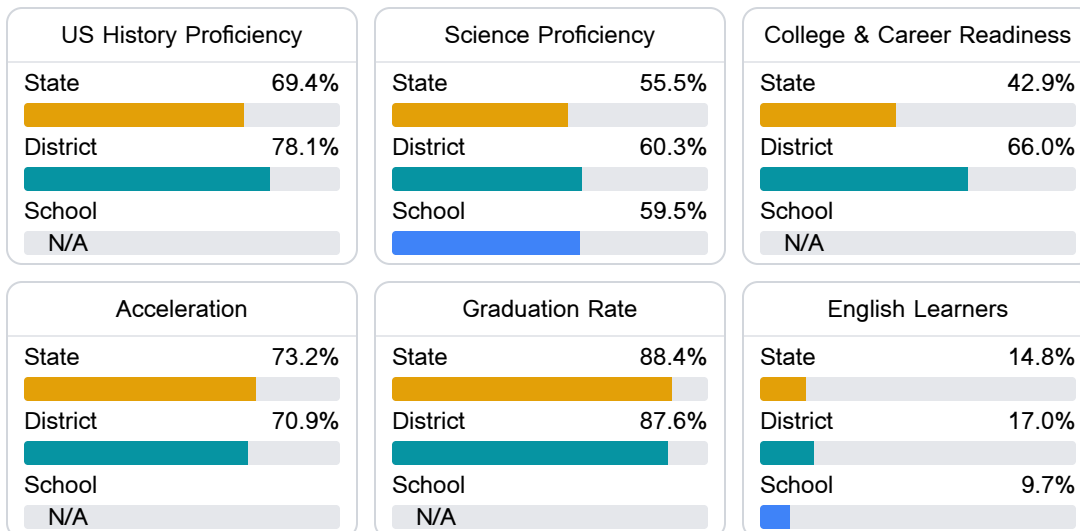 US History Proficiency
State 69.4%
District 78.1%
School
N/A
Science Proficiency
State 55.5%
District 60.3%
School 59.5%
College & Career Readiness
State 42.9%
District 66.0%
School
N/A
Acceleration
State 73.2%
District 70.9%
School
N/A
Graduation Rate
State 88.4%
District 87.6%
School
N/A
English Learners
State 14.8%
District 17.0%
School 9.7%